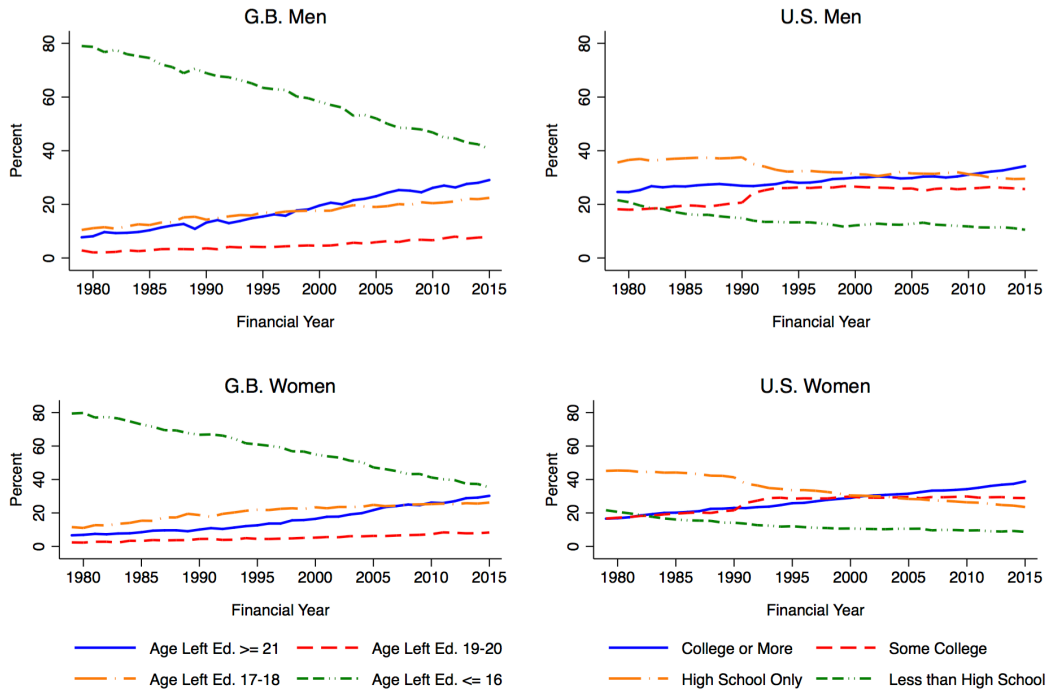 G.B. Men
U.S. Men
Percent
80
60
40
20
0
1980 1985 1990 1995 2000 2005 2010 2015
Financial Year
Percent
80
60
40
20
0
1980 1985 1990 1995 2000 2005 2010 2015
Financial Year
G.B. Women
U.S. Women
Percent
80
60
40
20
0
1980 1985 1990 1995 2000 2005 2010 2015
Financial Year
Percent
80
60
40
20
0
1980 1985 1990 1995 2000 2005 2010 2015
Financial Year
Age Left Ed. >= 21 Age Left Ed. 19-20
Age Left Ed. 17-18 Age Left Ed. <= 16
College or More Some College
High School Only Less than High School